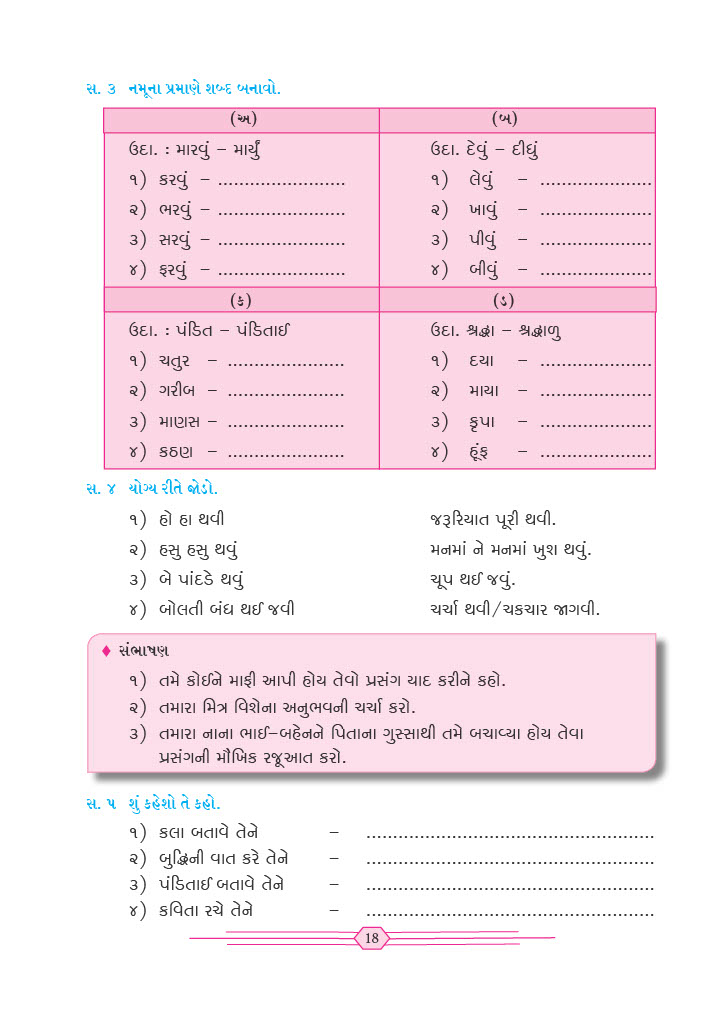 સ. ૩ નમૂના પ્રમાણે શબ્દ બનાવો.
(અ)
ઉદા. : મારવું – માર્યું
૧) કરવું – ........................
૨) ભરવું – ........................
૩) સરવું – ........................
૪) ફરવું – ........................
(બ)
ઉદા. દેવું – દીધું
૧) લેવું – .....................
૨) ખાવું – .....................
૩) પીવું – .....................
૪) બીવું – .....................
(ક)
ઉદા. : પંડિત – પંડિતાઈ
૧) ચતુર – ......................
૨) ગરીબ – ......................
૩) માણસ – ......................
૪) કઠણ – ......................
(ડ)
ઉદા. શ્રદ્ધા – શ્રદ્ધાળુ
૧) દયા – .....................
૨) માયા – .....................
૩) કૃપા – .....................
૪) હૂંફ – .....................
સ. ૪ યોગ્ય રીતે જોડો.
૧) હો હા થવી જરૂરિયાત પૂરી થવી.
૨) હસુ હસુ થવું મનમાં ને મનમાં ખુશ થવું.
૩) બે પાંદડે થવું ચૂપ થઈ જવું.
૪) બોલતી બંધ થઈ જવી ચર્ચા થવી/ચકચાર જાગવી.
♦ સંભાષણ
૧) તમે કોઈને માફી આપી હોય તેવો પ્રસંગ યાદ કરીને કહો.
૨) તમારા મિત્ર વિશેના અનુભવની ચર્ચા કરો.
૩) તમારા નાના ભાઈ–બહેનને પિતાના ગુસ્સાથી તમે બચાવ્યા હોય તેવા
પ્રસંગની મૌખિક રજૂઆત કરો.
સ. ૫ શું કહેશો તે કહો.
૧) કલા બતાવે તેને – ......................................................
૨) બુદ્ધિની વાત કરે તેને – ......................................................
૩) પંડિતાઈ બતાવે તેને – ......................................................
૪) કવિતા રચે તેને – ......................................................
18